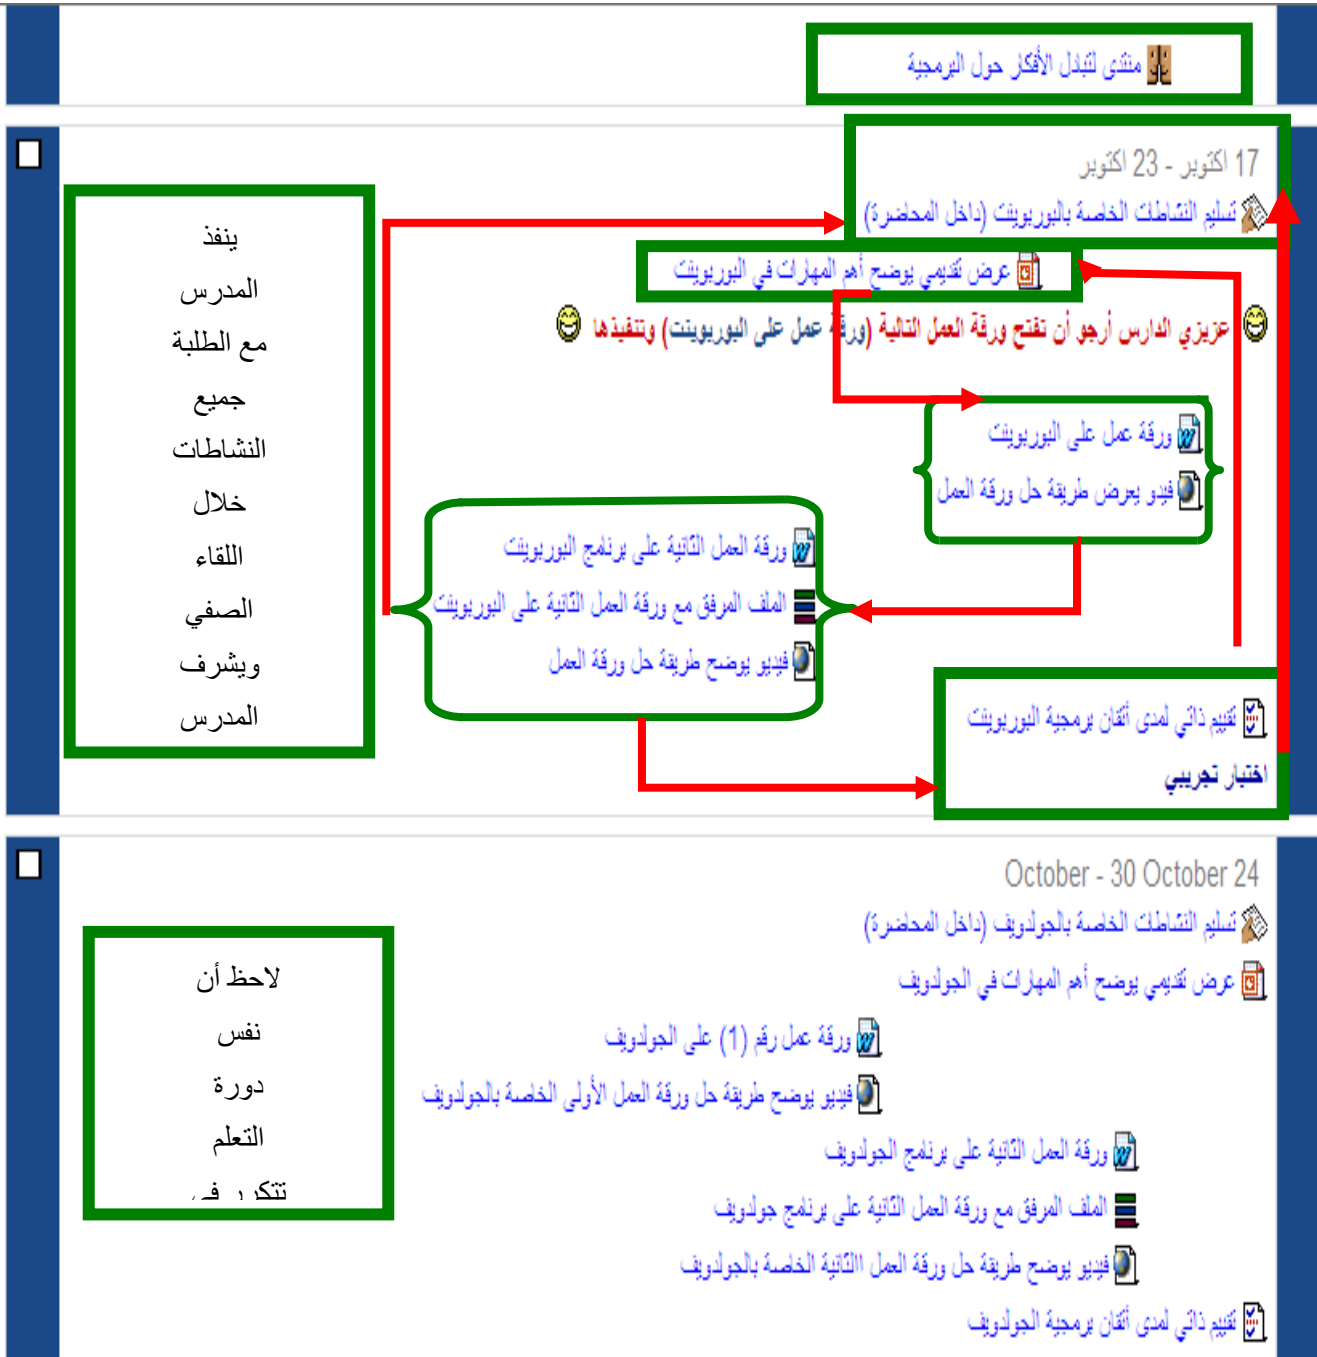 منتدى لتبادل الأفكار حول البرمجية
17 اكتوبر - 23 اكتوبر
تسليم النشاطات الخاصة بالبوربوينت (داخل المحاضرة)
عرض تقديمي يوضح أهم المهارات في البوربوينت
عزيزي الدارس أرجو أن تفتح ورقة العمل التالية (ورقة عمل على البوربوينت) وتنفيذها
ورقة عمل على البوربوينت
فيدو يعرض طريقة حل ورقة العمل
ورقة العمل الثانية على برنامج البوربوينت
الملف المرفق مع ورقة العمل الثانية على البوربوينت
فيديو يوضح طريقة حل ورقة العمل
تقييم ذاتي لمدى أتقان برمجية البوربوينت
اختبار تجريبي
ينفذ
المدرس
مع الطلبة
جميع
النشاطات
خلال
اللقاء
الصفي
ويشرف
المدرس
October - 30 October 24
تسليم النشاطات الخاصة بالجولدويف (داخل المحاضرة)
عرض تقديمي يوضح أهم المهارات في الجولدويف
ورقة عمل رقم (1) على الجولدويف
فيديو يوضح طريقة حل ورقة العمل الأولى الخاصة بالجولدويف
ورقة العمل الثانية على برنامج الجولدويف
الملف المرفق مع ورقة العمل الثانية على برنامج جولدويف
فيديو يوضح طريقة حل ورقة العمل االثانية الخاصة بالجولدويف
تقييم ذاتي لمدى أتقان برمجية الجولدويف
لاحظ أن
نفس
دورة
التعلم
تتكرر في